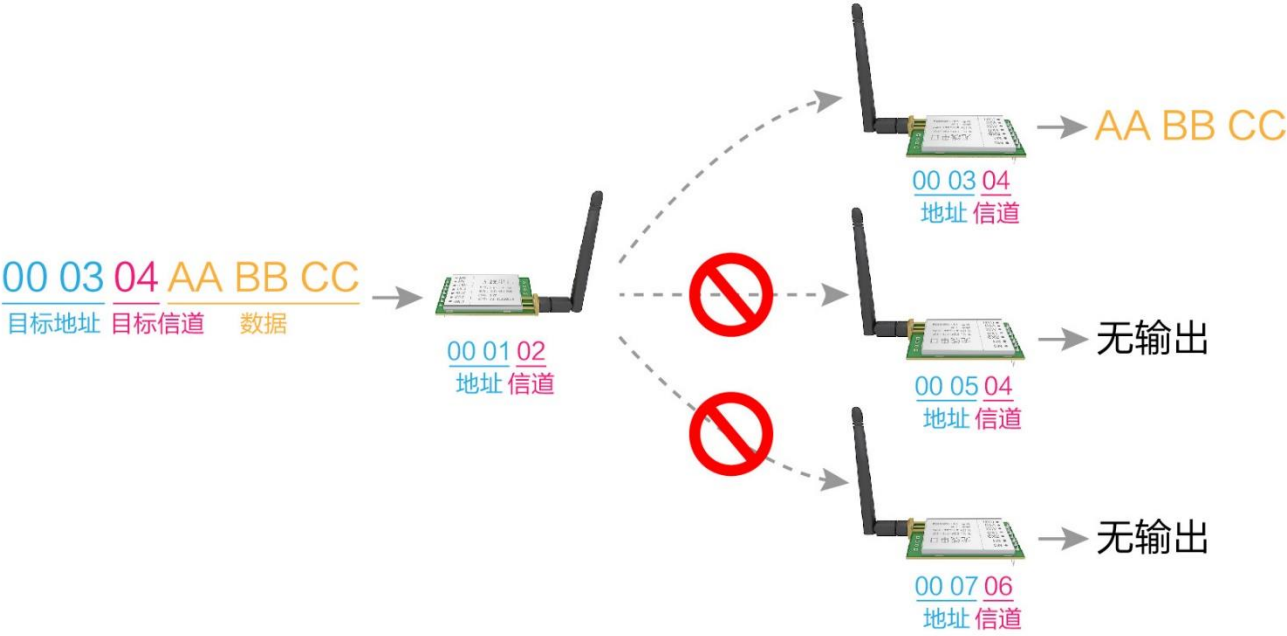 00 03 04 AA BB CC
目标地址 目标信道 数据
00 01 02
地址 信道
AA BB CC
00 03 04
地址 信道
无输出
00 05 04
地址 信道
无输出
00 07 06
地址 信道